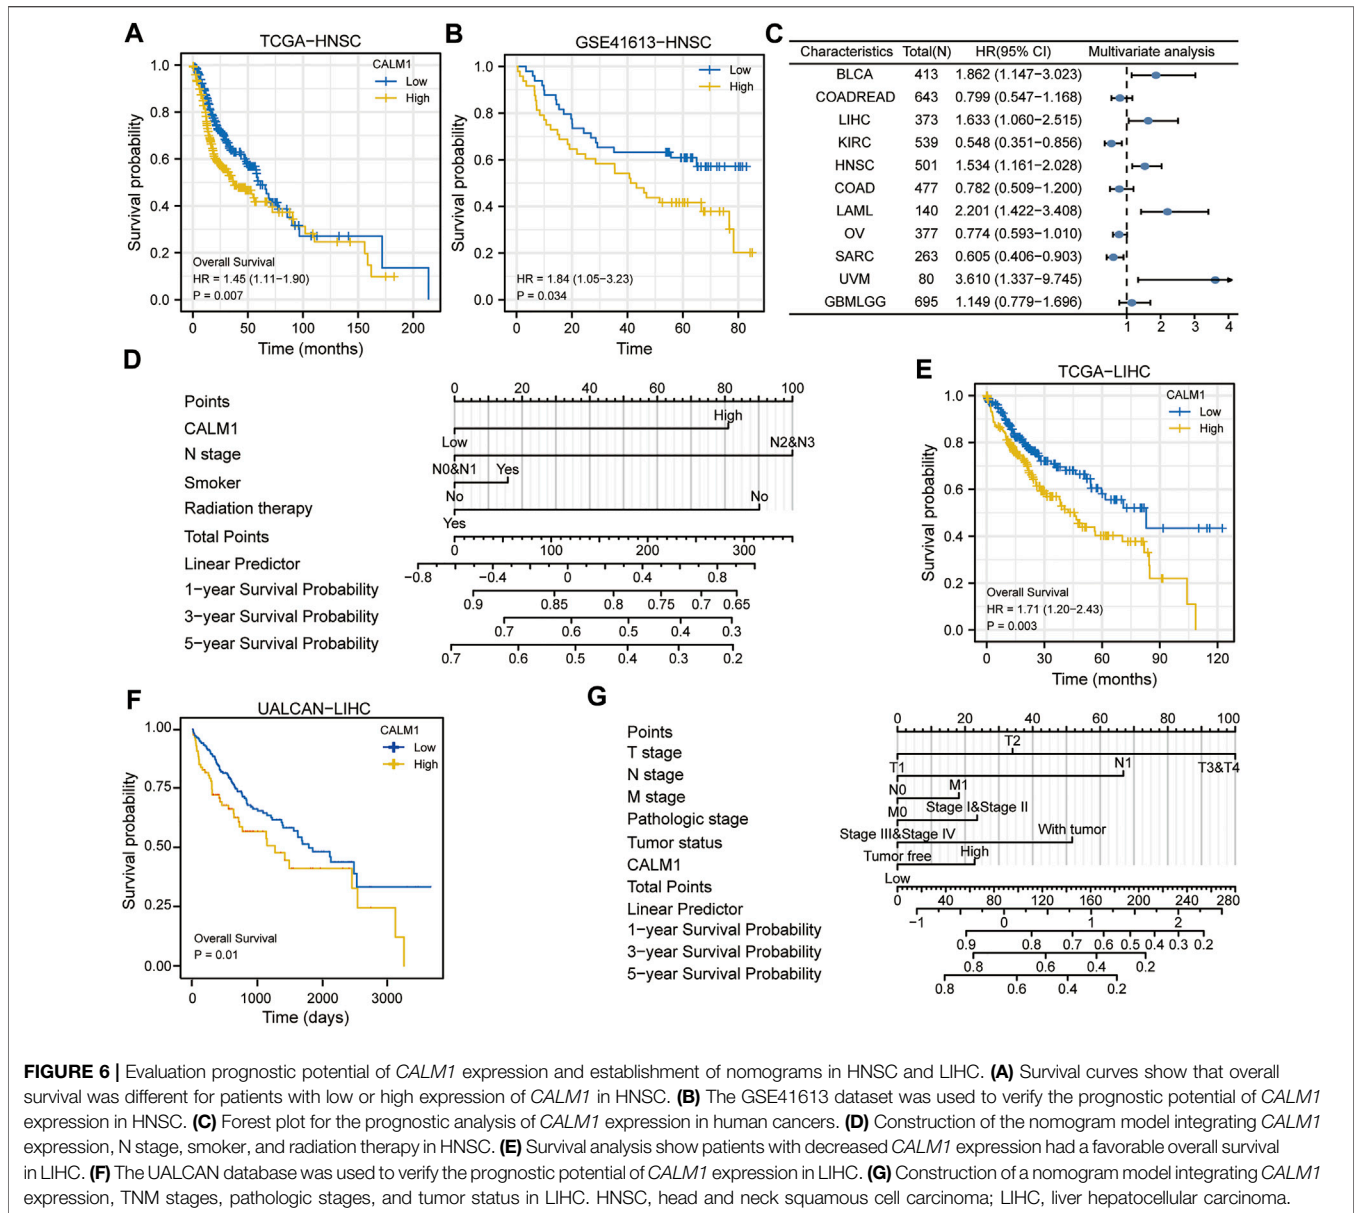 A
TCGA−HNSC
CALM1
Low
High
Survival probability
1.0
0.8
0.6
0.4
0.2
0.0
Overall Survival
HR = 1.45 (1.11−1.90)
P = 0.007
0 50 100 150 200
Time (months)
B
GSE41613−HNSC
Low
High
Survival probability
1.0
0.8
0.6
0.4
0.2
0.0
HR = 1.84 (1.05−3.23)
P = 0.034
0 20 40 60 80
Time
C
Characteristics Total(N) HR(95% CI) Multivariate analysis
BLCA 413 1.862 (1.147−3.023)
COADREAD 643 0.799 (0.547−1.168)
LIHC 373 1.633 (1.060−2.515)
KIRC 539 0.548 (0.351−0.856)
HNSC 501 1.534 (1.161−2.028)
COAD 477 0.782 (0.509−1.200)
LAML 140 2.201 (1.422−3.408)
OV 377 0.774 (0.593−1.010)
SARC 263 0.605 (0.406−0.903)
UVM 80 3.610 (1.337−9.745)
GBMLGG 695 1.149 (0.779−1.696)
1 2 3 4
D
0 20 40 60 80 100
Points
High
CALM1
Low N2&N3
N stage
N0&N1 Yes
Smoker
No No
Radiation therapy
Yes
Total Points
0 100 200 300
Linear Predictor
−0.8 −0.4 0 0.4 0.8
1−year Survival Probability
0.9 0.85 0.8 0.75 0.7 0.65
3−year Survival Probability
0.7 0.6 0.5 0.4 0.3
5−year Survival Probability
0.7 0.6 0.5 0.4 0.3 0.2
E
TCGA−LIHC
CALM1
Low
High
Survival probability
1.0
0.8
0.6
0.4
0.2
0.0
Overall Survival
HR = 1.71 (1.20−2.43)
P = 0.003
0 30 60 90 120
Time (months)
F
UALCAN−LIHC
CALM1
Low
High
Survival probability
1.00
0.75
0.50
0.25
0.00
Overall Survival
P = 0.01
0 1000 2000 3000
Time (days)
G
0 20 40 60 80 100
Points
T2
T stage
T1 N1 T3&T4
N stage
N0 M1
M stage
M0 Stage I&Stage II
Pathologic stage
Stage III&Stage IV With tumor
Tumor status
Tumor free High
CALM1
Low
Total Points
0 40 80 120 160 200 240 280
Linear Predictor
−1 0 1 2
1−year Survival Probability
0.9 0.8 0.7 0.6 0.5 0.4 0.3 0.2
3−year Survival Probability
0.8 0.6 0.4 0.2
5−year Survival Probability
0.8 0.6 0.4 0.2
FIGURE 6 | Evaluation prognostic potential of CALM1 expression and establishment of nomograms in HNSC and LIHC. (A) Survival curves show that overall
survival was different for patients with low or high expression of CALM1 in HNSC. (B) The GSE41613 dataset was used to verify the prognostic potential of CALM1
expression in HNSC. (C) Forest plot for the prognostic analysis of CALM1 expression in human cancers. (D) Construction of the nomogram model integrating CALM1
expression, N stage, smoker, and radiation therapy in HNSC. (E) Survival analysis show patients with decreased CALM1 expression had a favorable overall survival
in LIHC. (F) The UALCAN database was used to verify the prognostic potential of CALM1 expression in LIHC. (G) Construction of a nomogram model integrating CALM1
expression, TNM stages, pathologic stages, and tumor status in LIHC. HNSC, head and neck squamous cell carcinoma; LIHC, liver hepatocellular carcinoma.